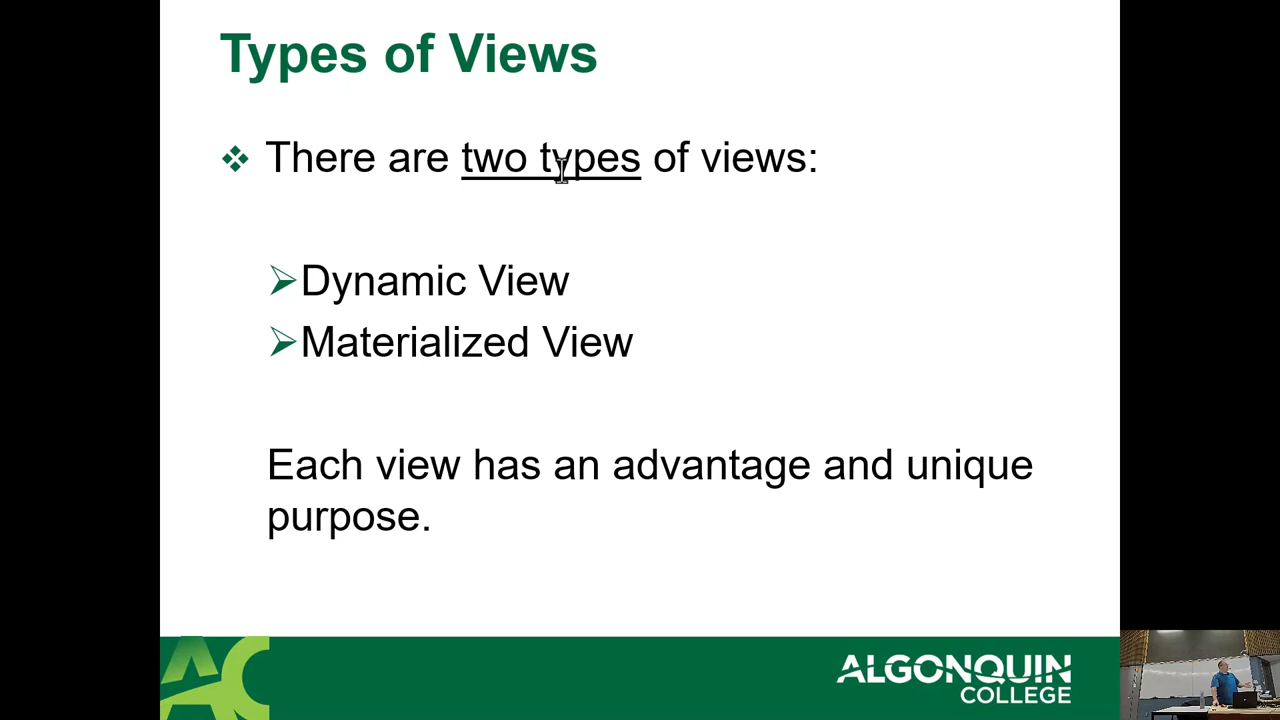 Types of Views
There are two types of views:
Dynamic View
Materialized View
Each view has an advantage and unique
purpose.
AC
ALGONQUIN
COLLEGE